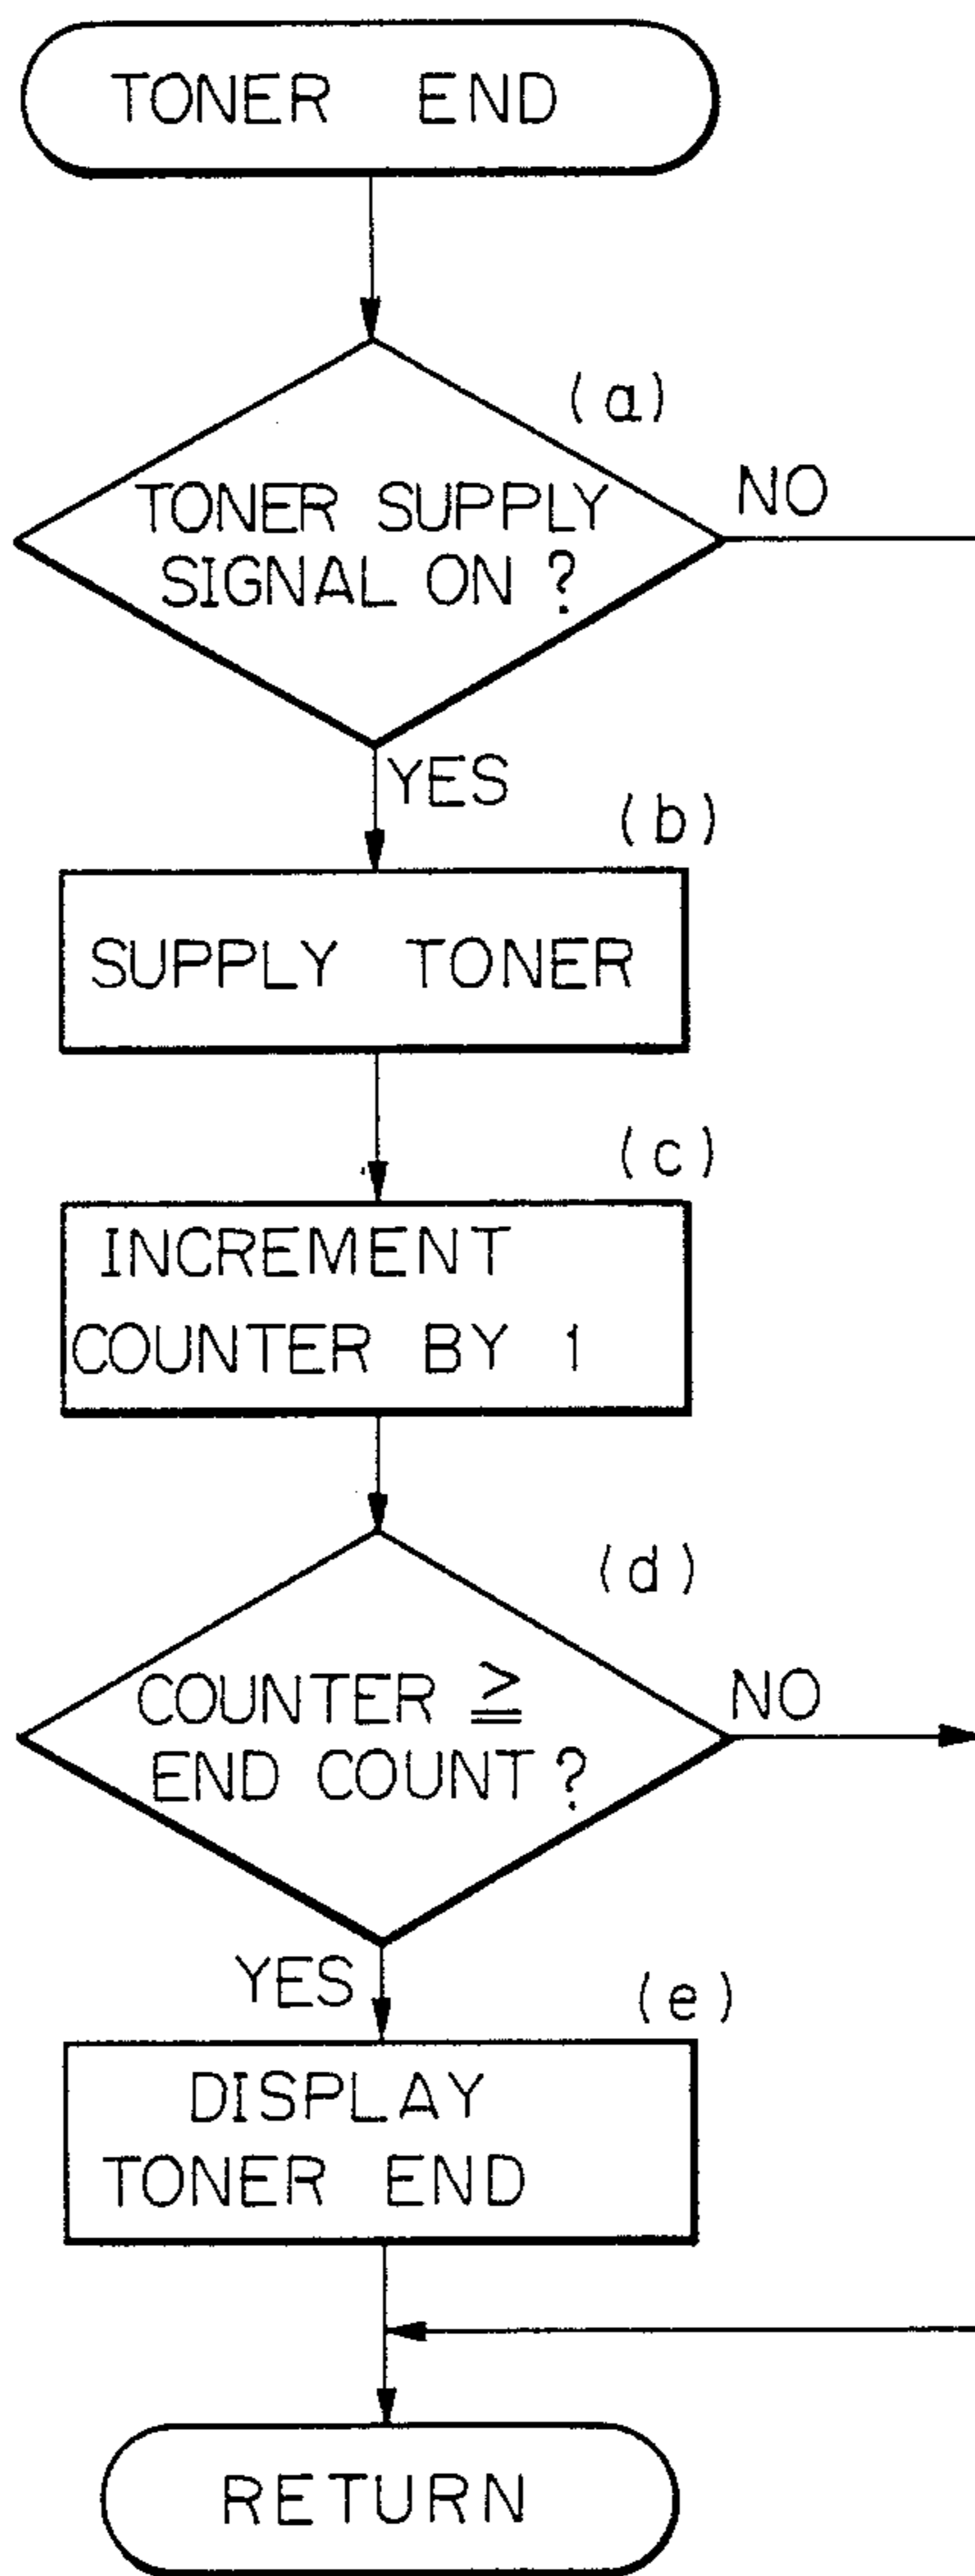 TONER END
(a)
TONER SUPPLY
SIGNAL ON ?
NO
YES
(b)
SUPPLY TONER
(c)
INCREMENT
COUNTER BY 1
(d)
COUNTER ≧
END COUNT ?
NO
YES
(e)
DISPLAY
TONER END
RETURN